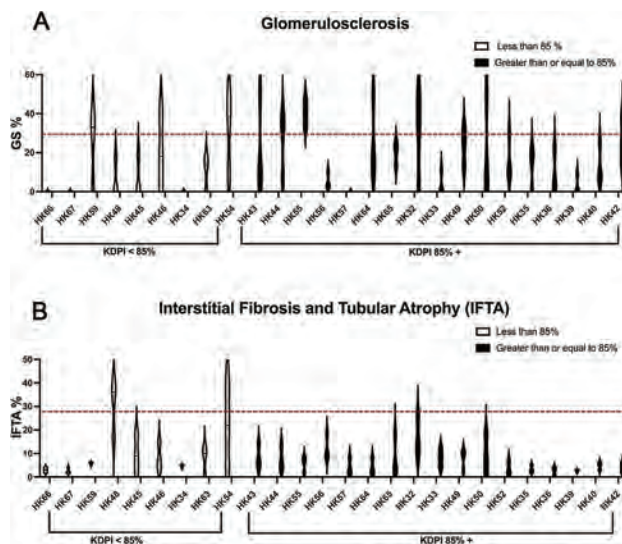 A
Glomerulosclerosis
Less than 85 %
Greater than or equal to 85%
GS %
60
40
20
0
HK66 HK67 HK59 HK48 HK45 HK46 HK34 HK63 HK54 HK43 HK44 HK55 HK56 HK57 HK64 HK65 HK32 HK33 HK49 HK50 HK52 HK35 HK36 HK39 HK40 HK42
KDPI < 85% KDPI 85% +
B
Interstitial Fibrosis and Tubular Atrophy (IFTA)
Less than 85%
Greater than or equal to 85%
IFTA %
50
40
30
20
10
0
HK66 HK67 HK59 HK48 HK45 HK46 HK34 HK63 HK54 HK43 HK44 HK55 HK56 HK57 HK64 HK65 HK32 HK33 HK49 HK50 HK52 HK35 HK36 HK39 HK40 HK42
KDPI < 85% KDPI 85% +